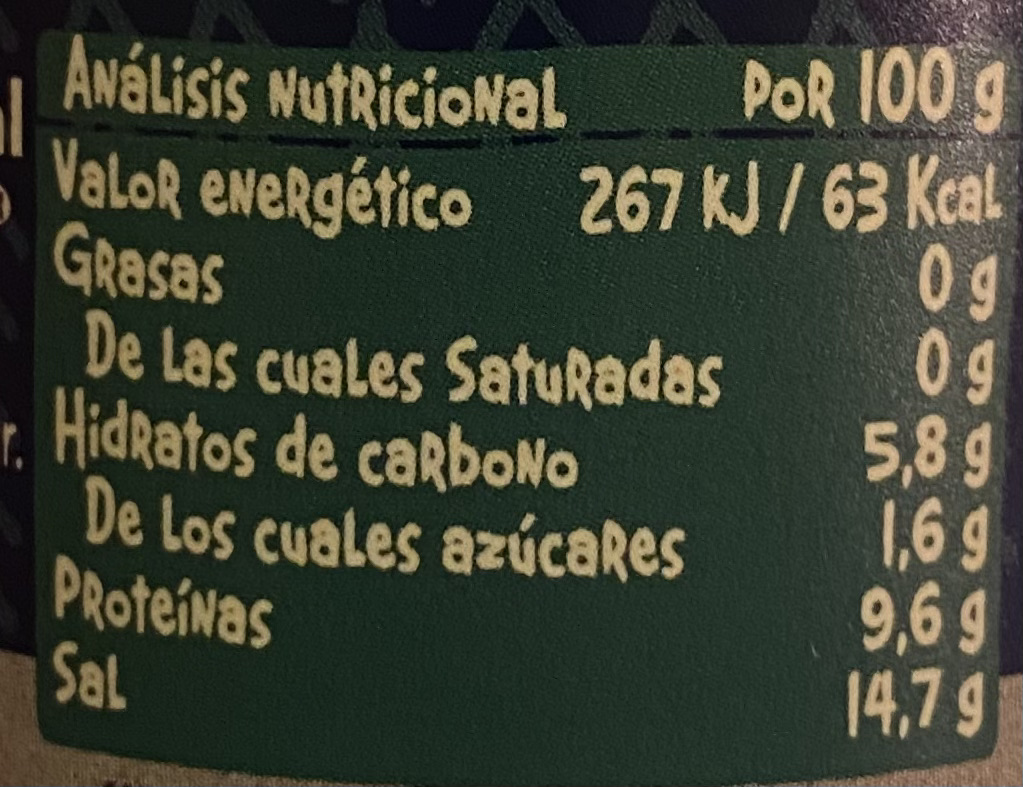 Análisis nutricional por 100 g
Valor energético 267 kJ / 63 Kcal
Grasas 0 g
De las cuales Saturadas 0 g
Hidratos de carbono 5,8 g
De los cuales azúcares 1,6 g
Proteínas 9,6 g
Sal 14,7 g